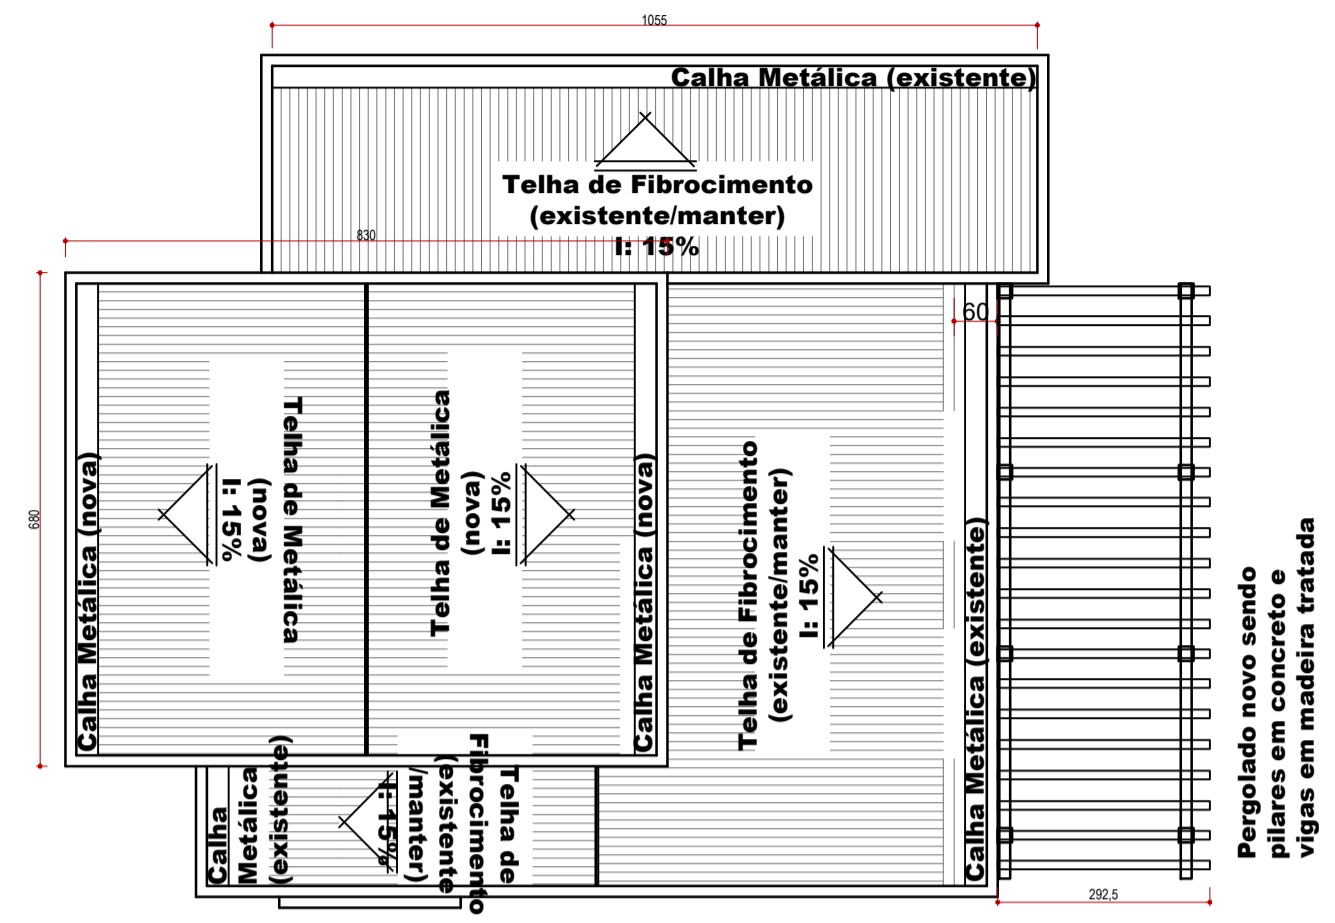 1055
Calha Metálica (existente)
Telha de Fibrocimento
(existente/manter)
I: 15%
830
680
60
Calha Metálica (nova)
Telha de Metálica
(nova)
I: 15%
Telha de Metálica
(nova)
I: 15%
Calha Metálica (nova)
Telha de Fibrocimento
(existente/manter)
I: 15%
Calha Metálica (existente)
Pergolado novo sendo
pilares em concreto e
vigas em madeira tratada
Calha
Metálica
(existente)
Telha de
Fibrocimento
(existente
/manter)
I: 15%
292,5